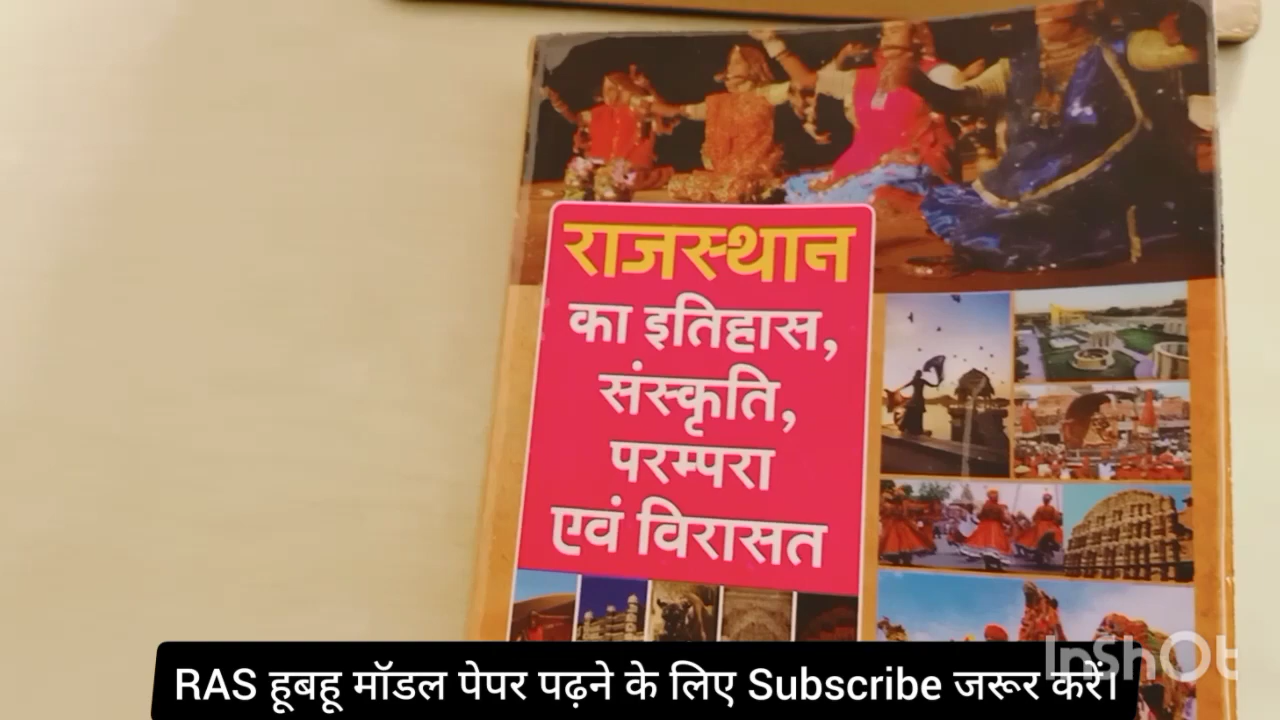 राजस्थान
का इतिहास,
संस्कृति,
परम्परा
एवं विरासत
RAS हूबहू मॉडल पेपर पढ़ने के लिए Subscribe जरूर करें।
InShOt